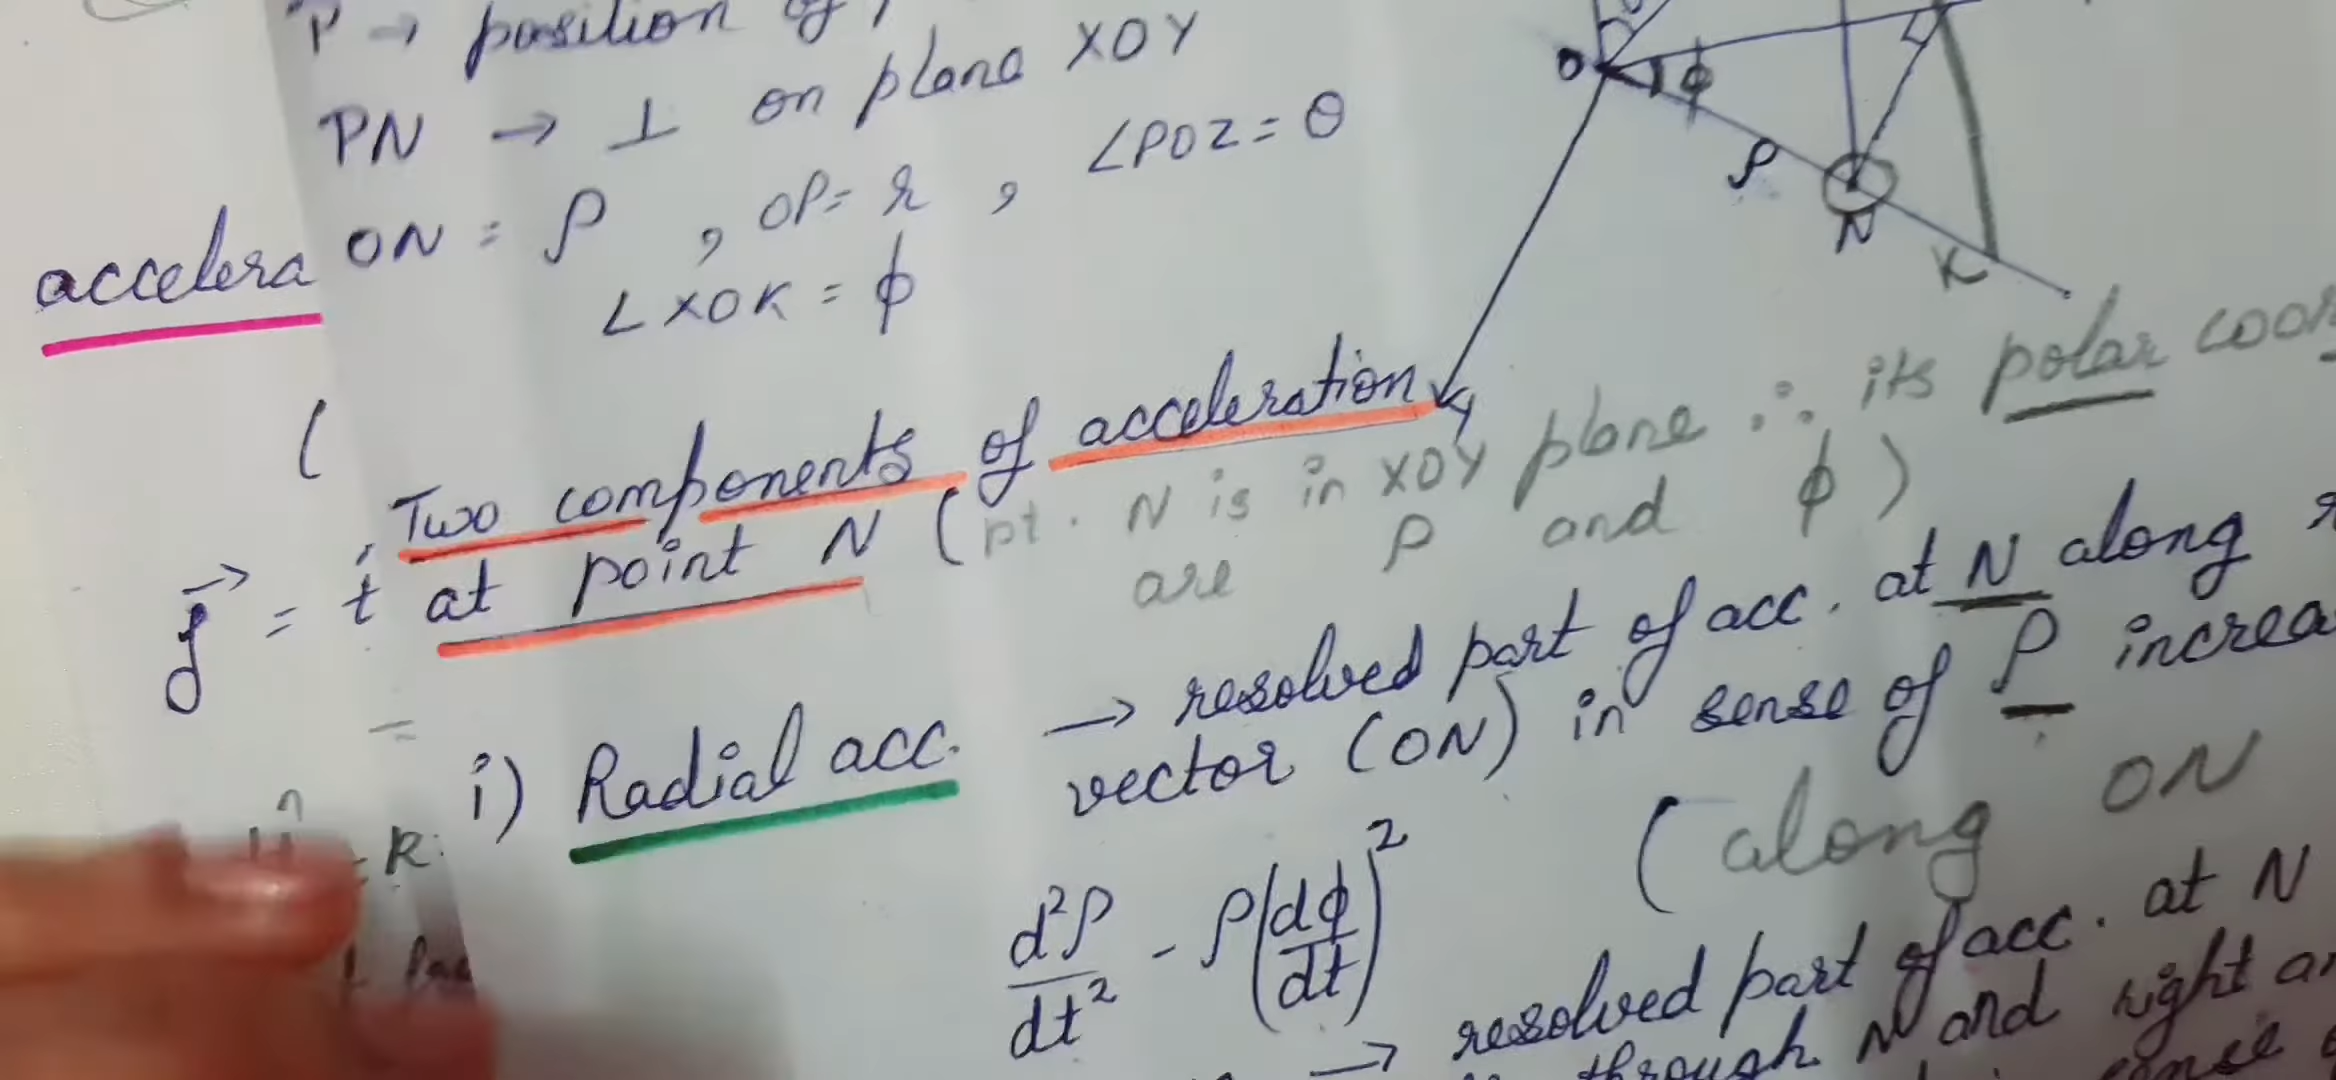 P → position of
PN → ⊥ on plane XOY
ON = ρ , OP = r , ∠POZ = θ
∠XOK = ϕ
O
ϕ
ρ
N
K
Y
accelera
(
Two components of acceleration
at point N (pt. N is in XOY plane ∴ its polar coor
are ρ and ϕ)
f⃗ = t
=
i) Radial acc. → resolved part of acc. at N along r
vector (ON) in sense of ρ increa
(along ON
d²ρ/dt² - ρ(dϕ/dt)²
→ resolved part of acc. at N
through N and right an
sense
n̂ = k